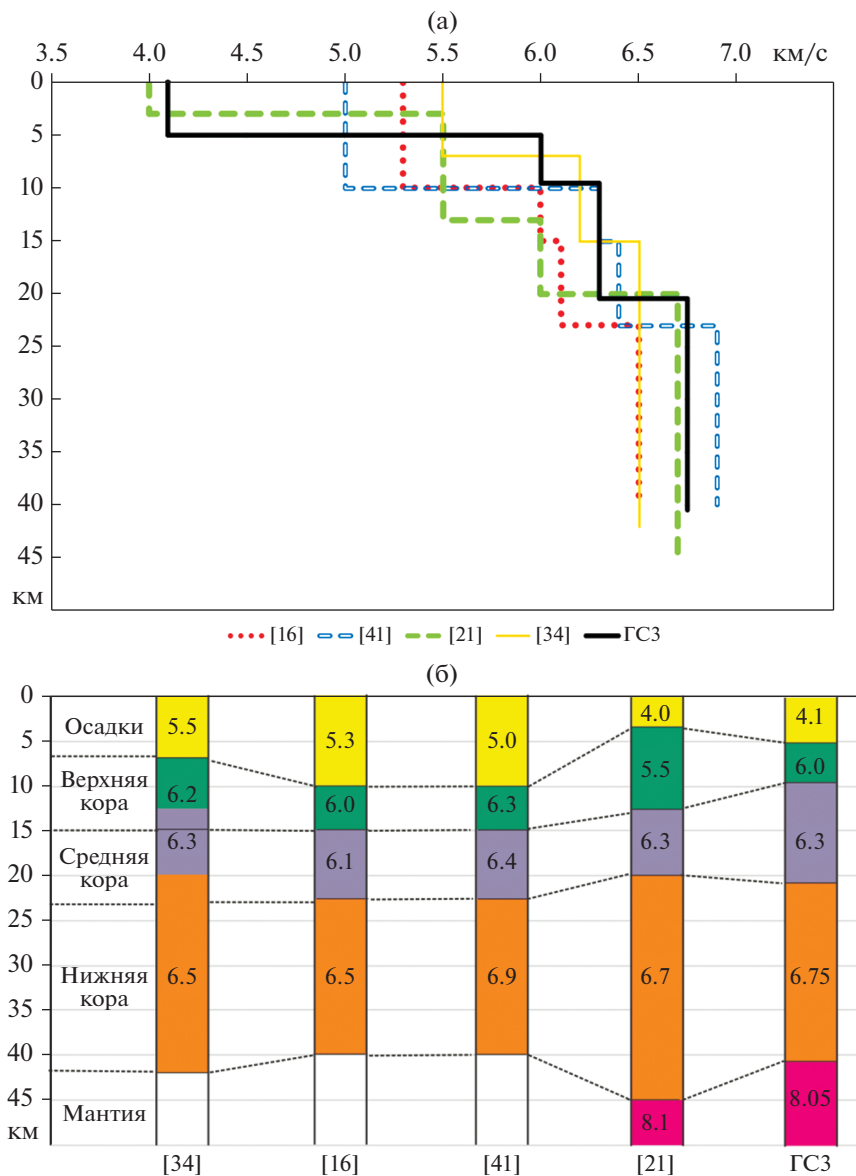 (а)
3.5 4.0 4.5 5.0 5.5 6.0 6.5 7.0 км/с
0
5
10
15
20
25
30
35
40
45
км
[16] [41] [21] [34] ГСЗ
(б)
0
5
10
15
20
25
30
35
40
45
км
Осадки
Верхняя
кора
Средняя
кора
Нижняя
кора
Мантия
5.5 5.3 5.0 4.0 4.1
6.2 6.0 6.3 5.5 6.0
6.3 6.1 6.4 6.3 6.3
6.5 6.5 6.9 6.7 6.75
8.1 8.05
[34] [16] [41] [21] ГСЗ